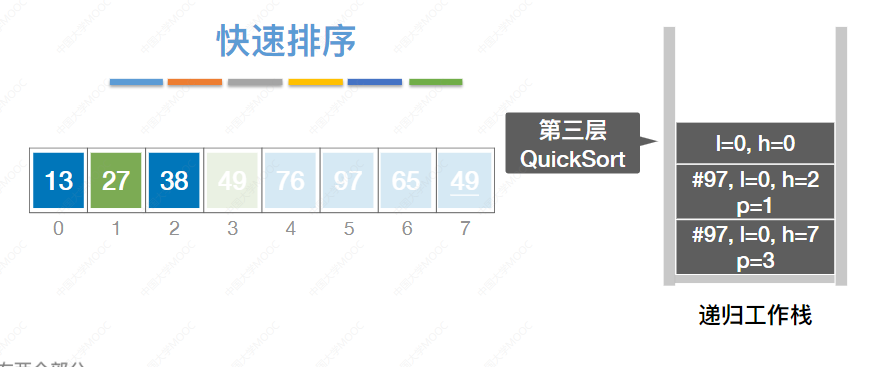 快速排序
第三层
QuickSort
l=0, h=0
#97, l=0, h=2
p=1
#97, l=0, h=7
p=3
13 27 38 49 76 97 65 49
0 1 2 3 4 5 6 7
递归工作栈